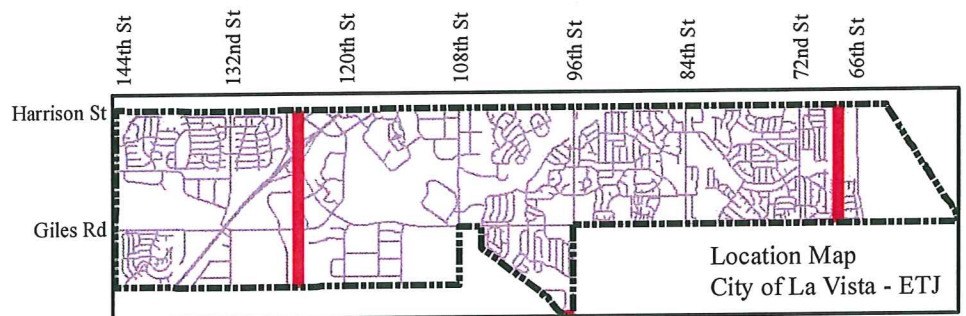 144th St
132nd St
120th St
108th St
96th St
84th St
72nd St
66th St
Harrison St
Giles Rd
Location Map
City of La Vista - ETJ